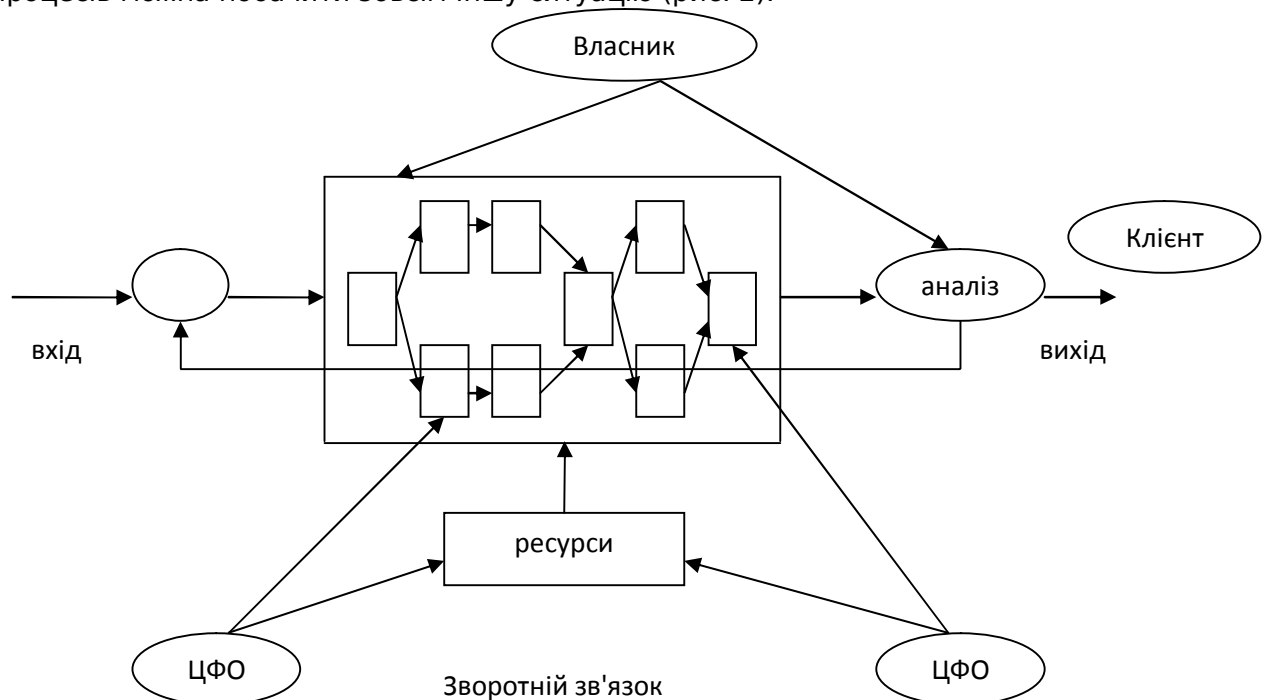 Власник
Клієнт
аналіз
вхід
вихід
ресурси
ЦФО
ЦФО
Зворотній зв'язок